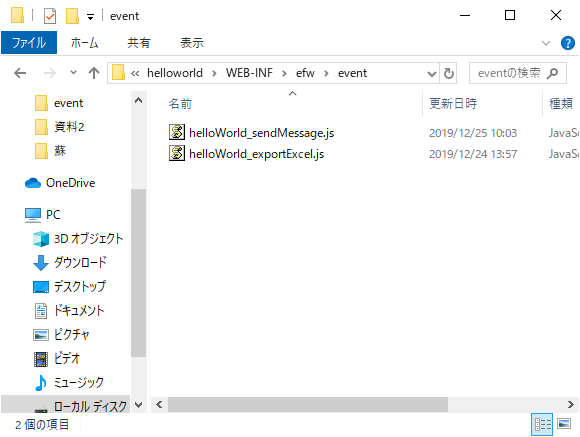 event
ファイル ホーム 共有 表示
« helloworld WEB-INF efw event eventの検索
event
資料2
蘇
OneDrive
PC
3D オブジェクト
ダウンロード
デスクトップ
ドキュメント
ピクチャ
ビデオ
ミュージック
ローカル ディスク
名前 更新日時 種類
helloWorld_sendMessage.js 2019/12/25 10:03 JavaSc
helloWorld_exportExcel.js 2019/12/24 13:57 JavaSc
2 個の項目